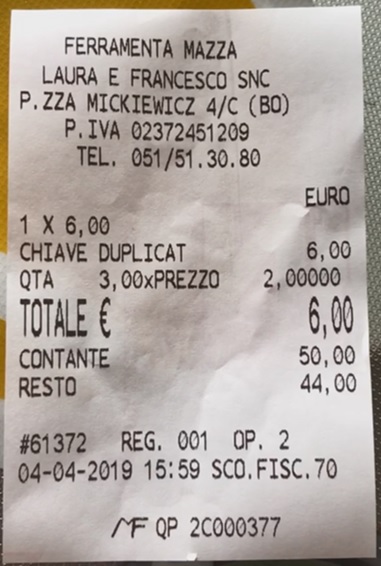 FERRAMENTA MAZZA
LAURA E FRANCESCO SNC
P.ZZA MICKIEWICZ 4/C (BO)
P.IVA 02372451209
TEL. 051/51.30.80
EURO
1 X 6,00
CHIAVE DUPLICAT 6,00
QTA 3,00xPREZZO 2,00000
TOTALE € 6,00
CONTANTE 50,00
RESTO 44,00
#61372 REG. 001 OP. 2
04-04-2019 15:59 SCO.FISC.70
MF QP 2C000377